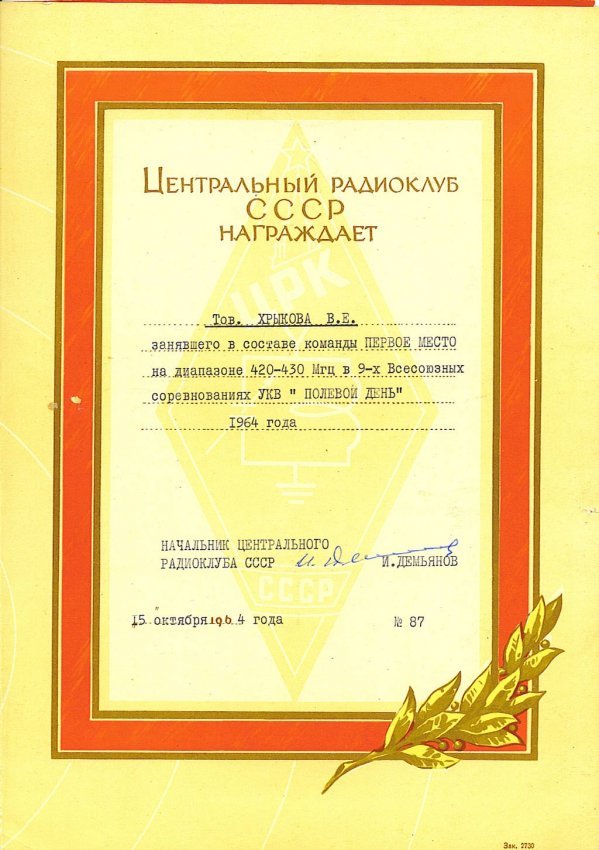 ЦЕНТРАЛЬНЫЙ РАДИОКЛУБ
СССР
НАГРАЖДАЕТ
ЦРК
Тов. ХРЫКОВА В.Е.
занявшего в составе команды ПЕРВОЕ МЕСТО
на диапазоне 420-430 Мгц в 9-х Всесоюзных
соревнованиях УКВ " ПОЛЕВОЙ ДЕНЬ"
1964 года
НАЧАЛЬНИК ЦЕНТРАЛЬНОГО
РАДИОКЛУБА СССР И.ДЕМЬЯНОВ
СССР
"15" октября 1964 года № 87
Зак. 2730